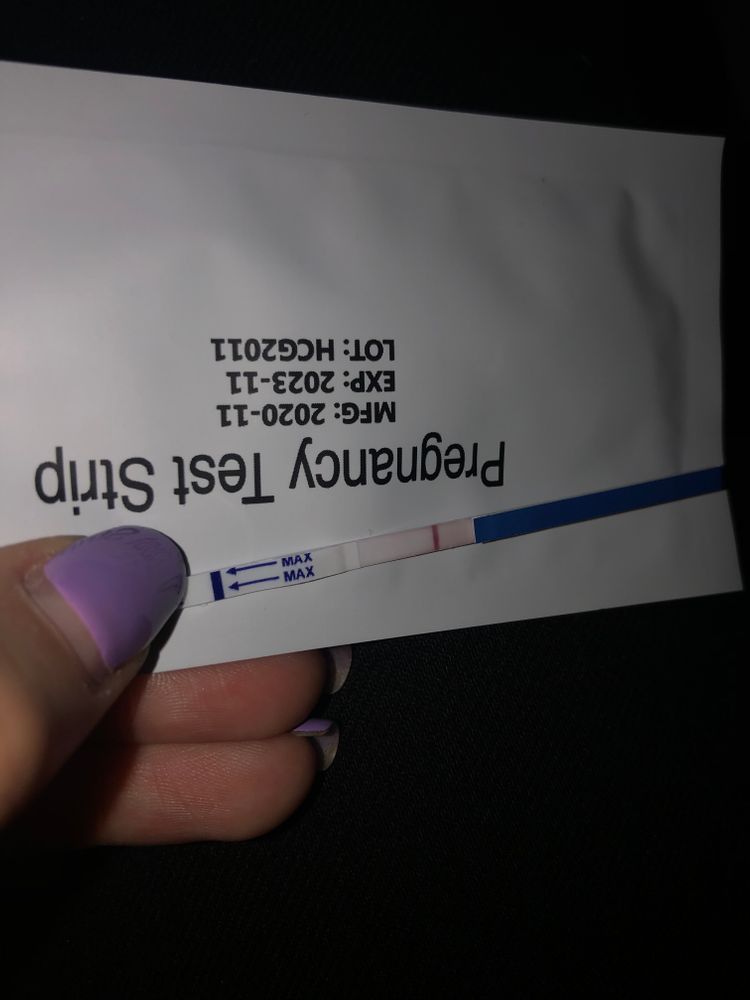 Pregnancy Test Strip
MFG: 2020-11
EXP: 2023-11
LOT: HCG2011
MAX
MAX